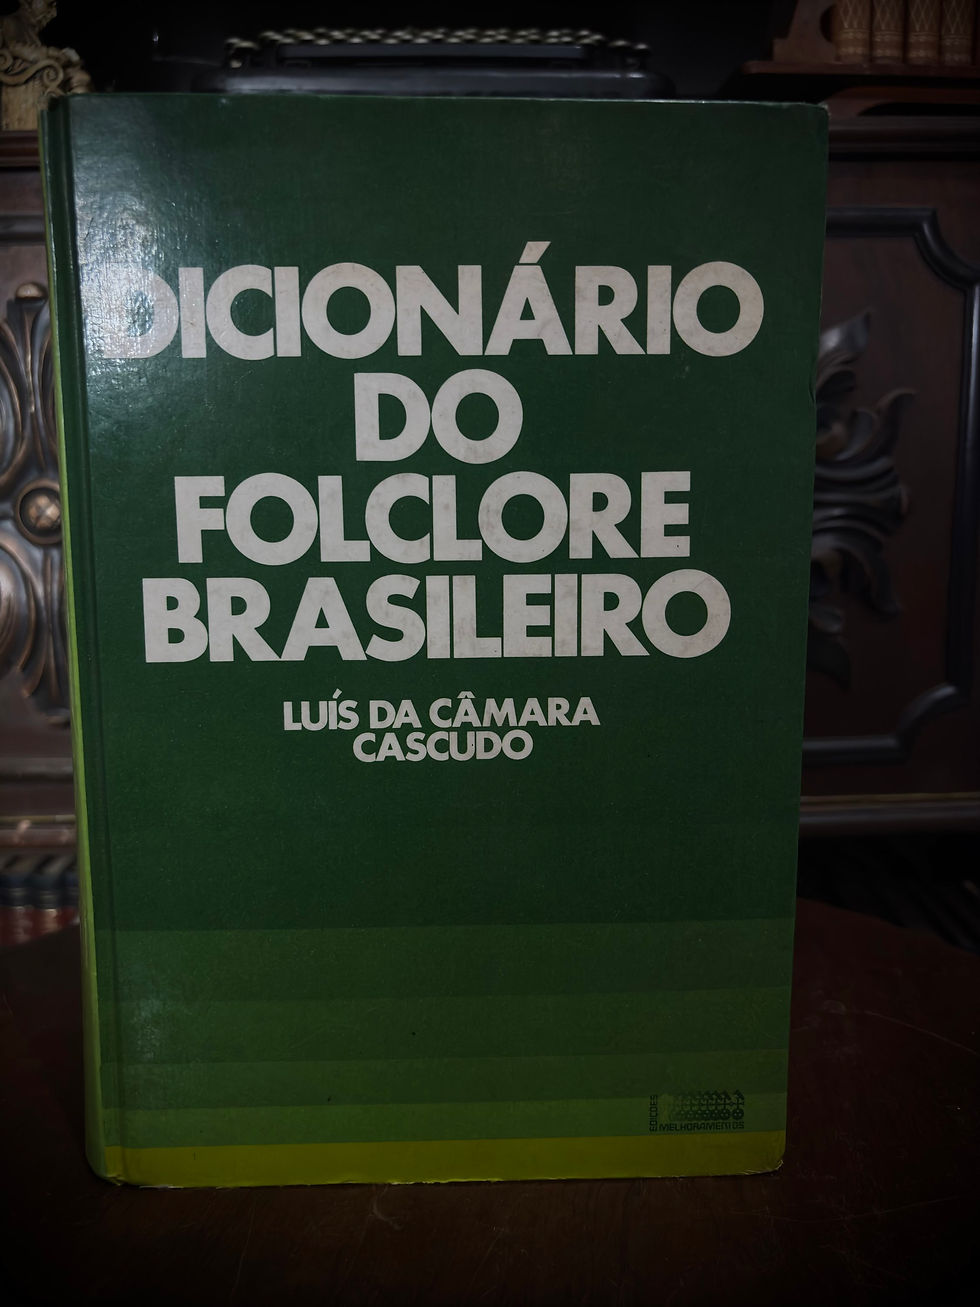 DICIONÁRIO
DO
FOLCLORE
BRASILEIRO
LUÍS DA CÂMARA
CASCUDO
EDIÇÕES
MELHORAMENTOS